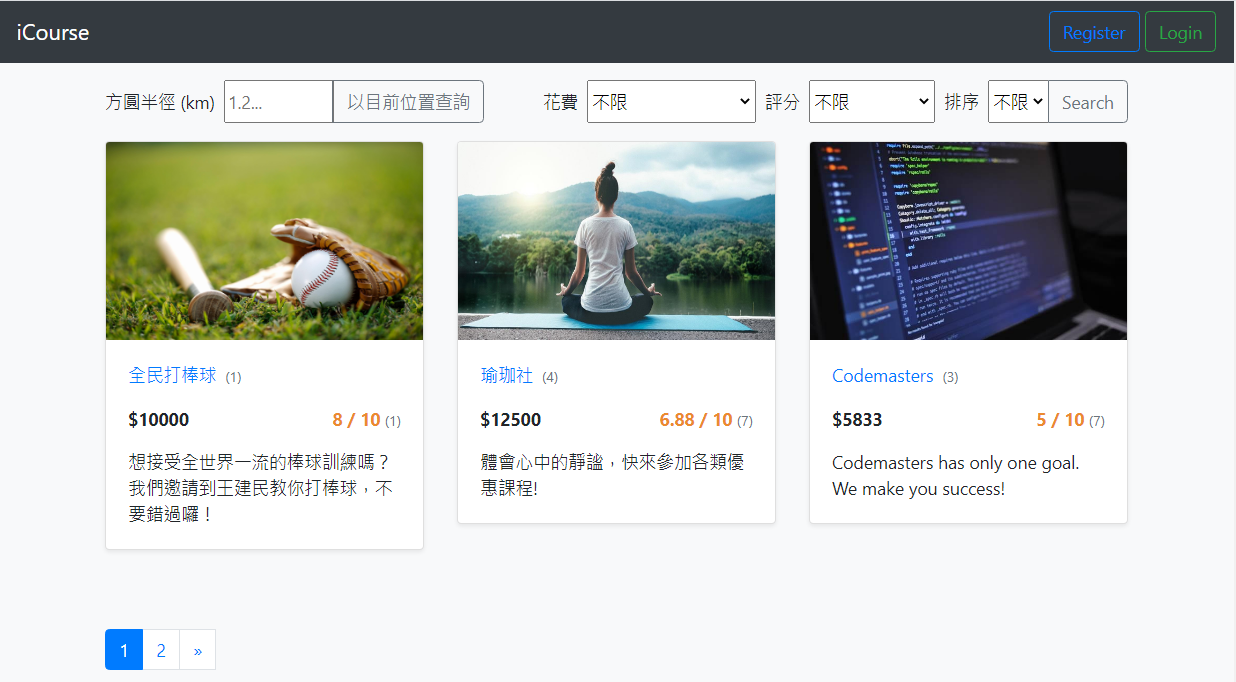 iCourse Register Login
方圓半徑 (km) 1.2... 以目前位置查詢 花費 不限 評分 不限 排序 不限 Search
全民打棒球 (1)
$10000 8 / 10 (1)
想接受全世界一流的棒球訓練嗎？
我們邀請到王建民教你打棒球，不
要錯過囉！
瑜珈社 (4)
$12500 6.88 / 10 (7)
體會心中的靜謐，快來參加各類優
惠課程!
Codemasters (3)
$5833 5 / 10 (7)
Codemasters has only one goal.
We make you success!
1 2 »